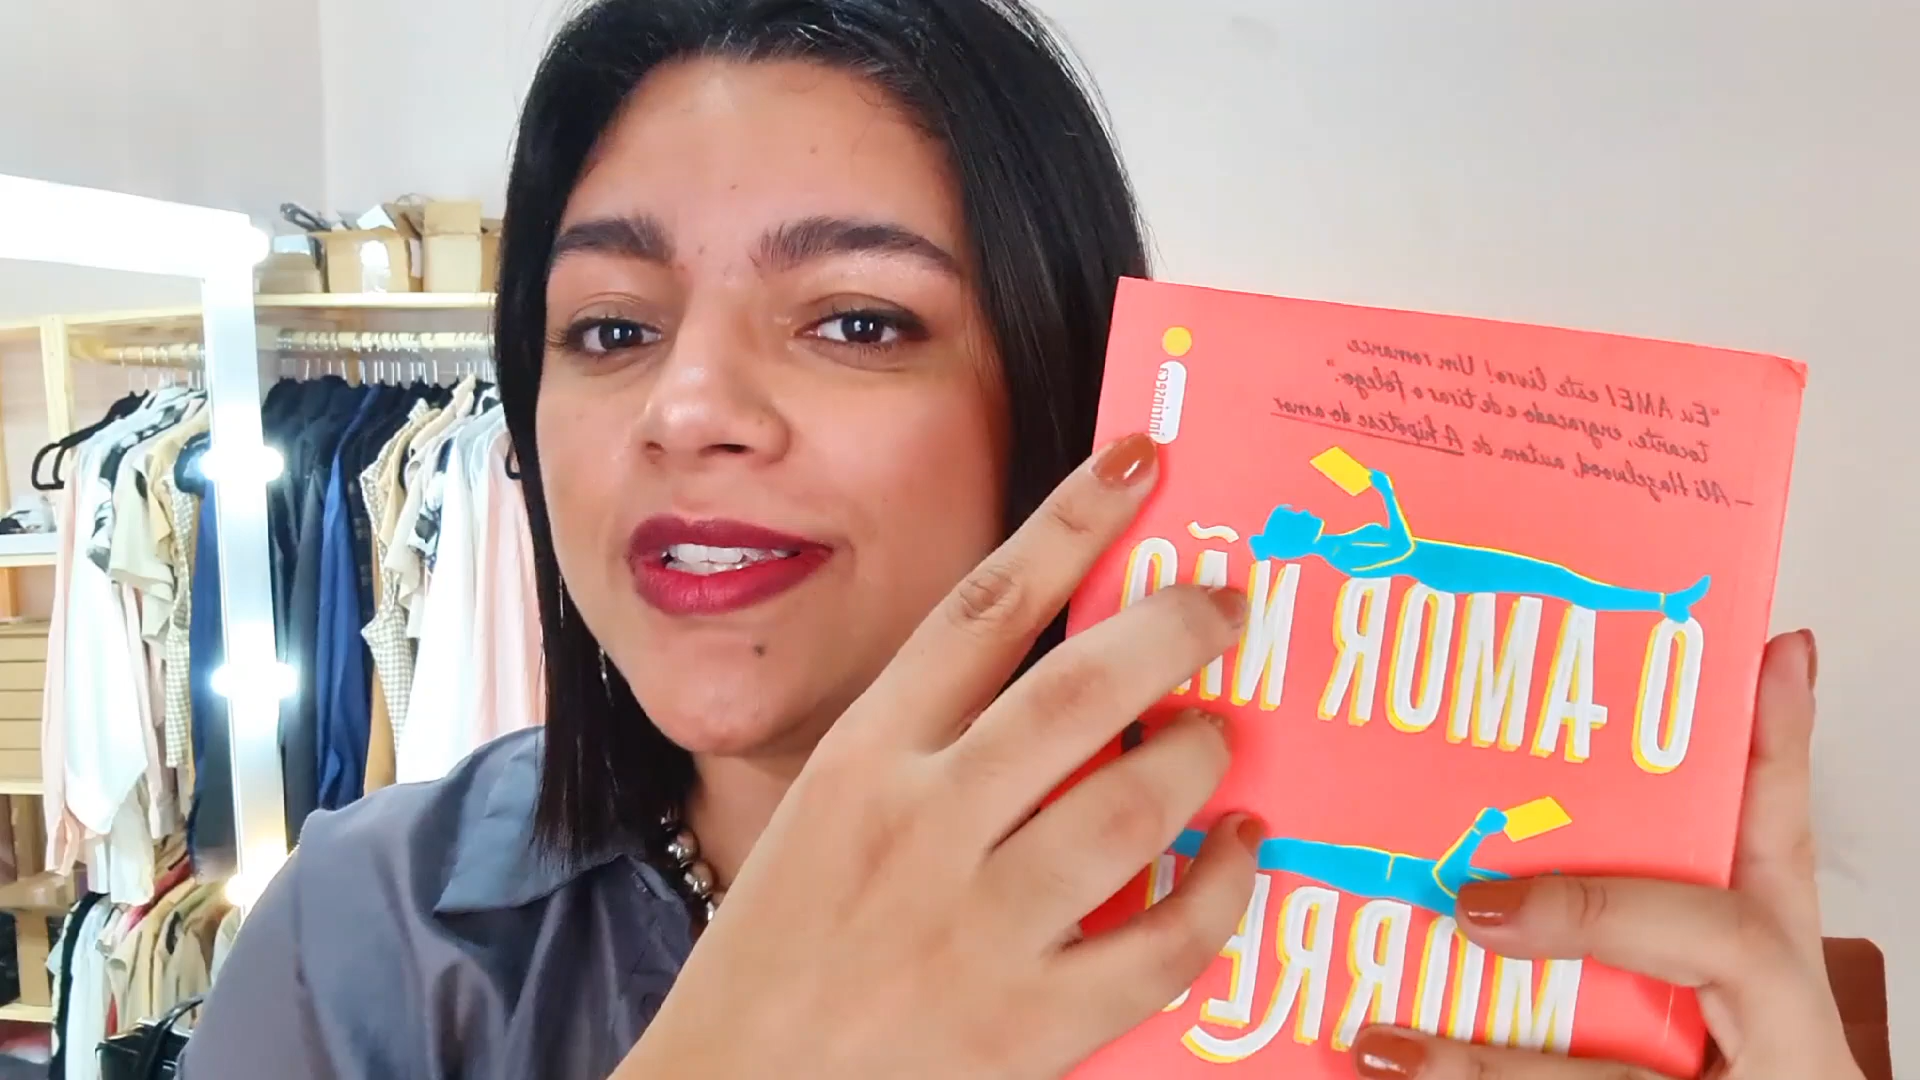 intrínseca
"Eu AMEI este livro! Um romance
tocante, engraçado e de tirar o fôlego."
— Ali Hazelwood, autora de A hipótese do amor
O AMOR NÃO
MORRE